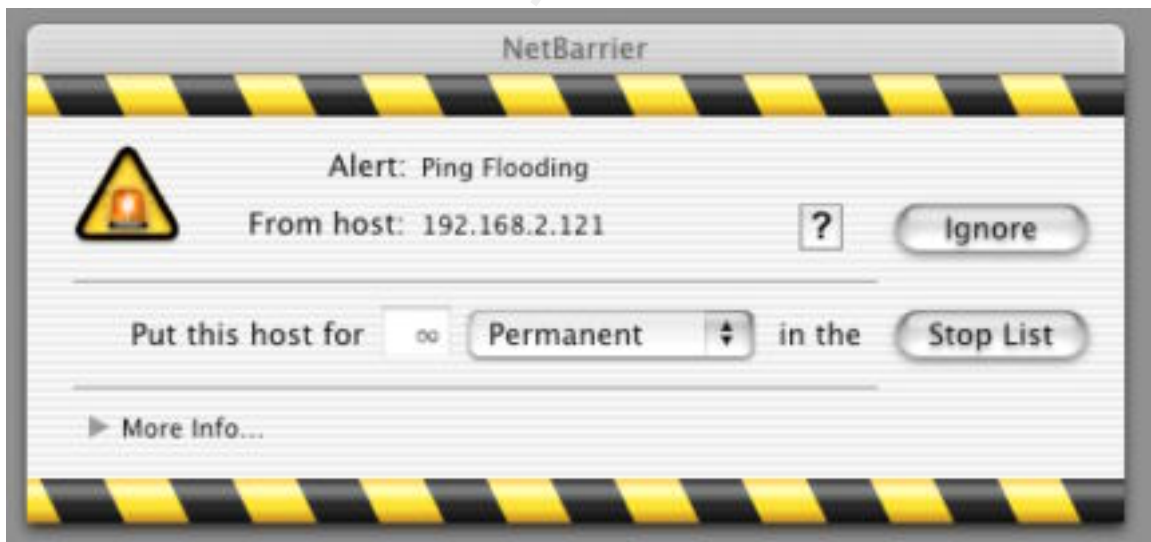 NetBarrier
Alert: Ping Flooding
From host: 192.168.2.121 ? Ignore
Put this host for ∞ Permanent in the Stop List
More Info...